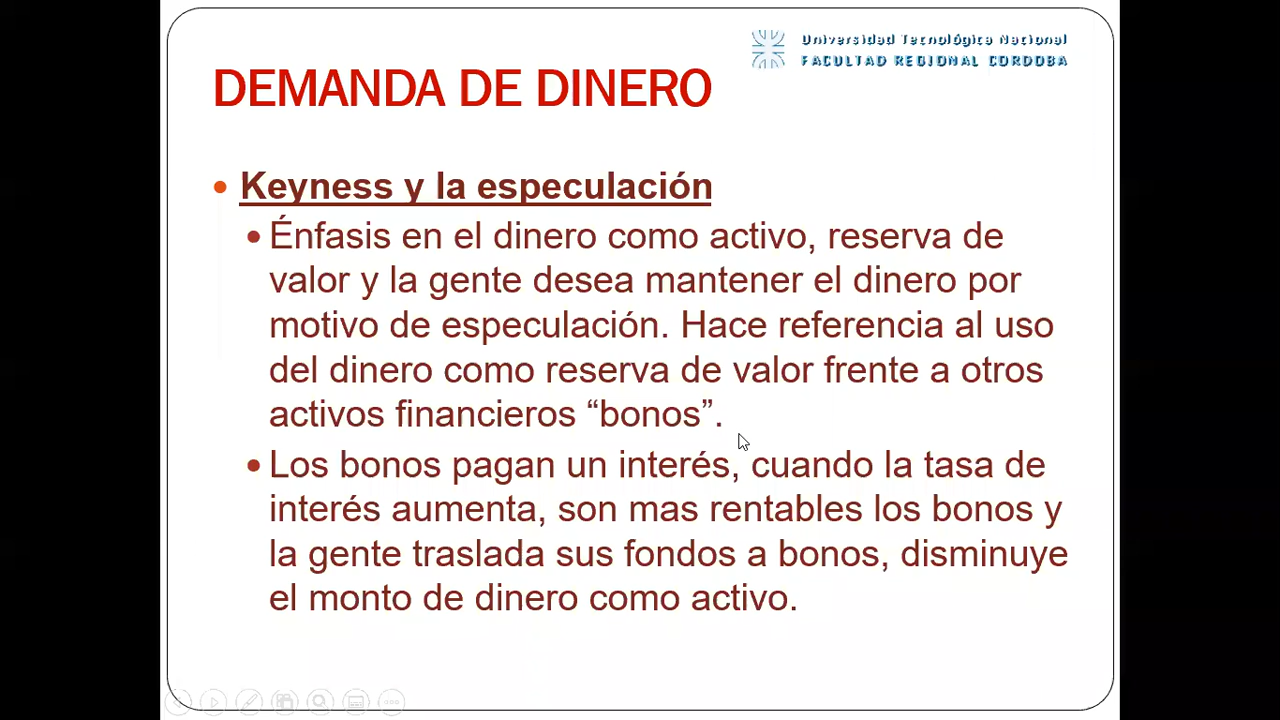 Universidad Tecnológica Nacional
FACULTAD REGIONAL CORDOBA
DEMANDA DE DINERO
• Keyness y la especulación
• Énfasis en el dinero como activo, reserva de
valor y la gente desea mantener el dinero por
motivo de especulación. Hace referencia al uso
del dinero como reserva de valor frente a otros
activos financieros “bonos”.
• Los bonos pagan un interés, cuando la tasa de
interés aumenta, son mas rentables los bonos y
la gente traslada sus fondos a bonos, disminuye
el monto de dinero como activo.